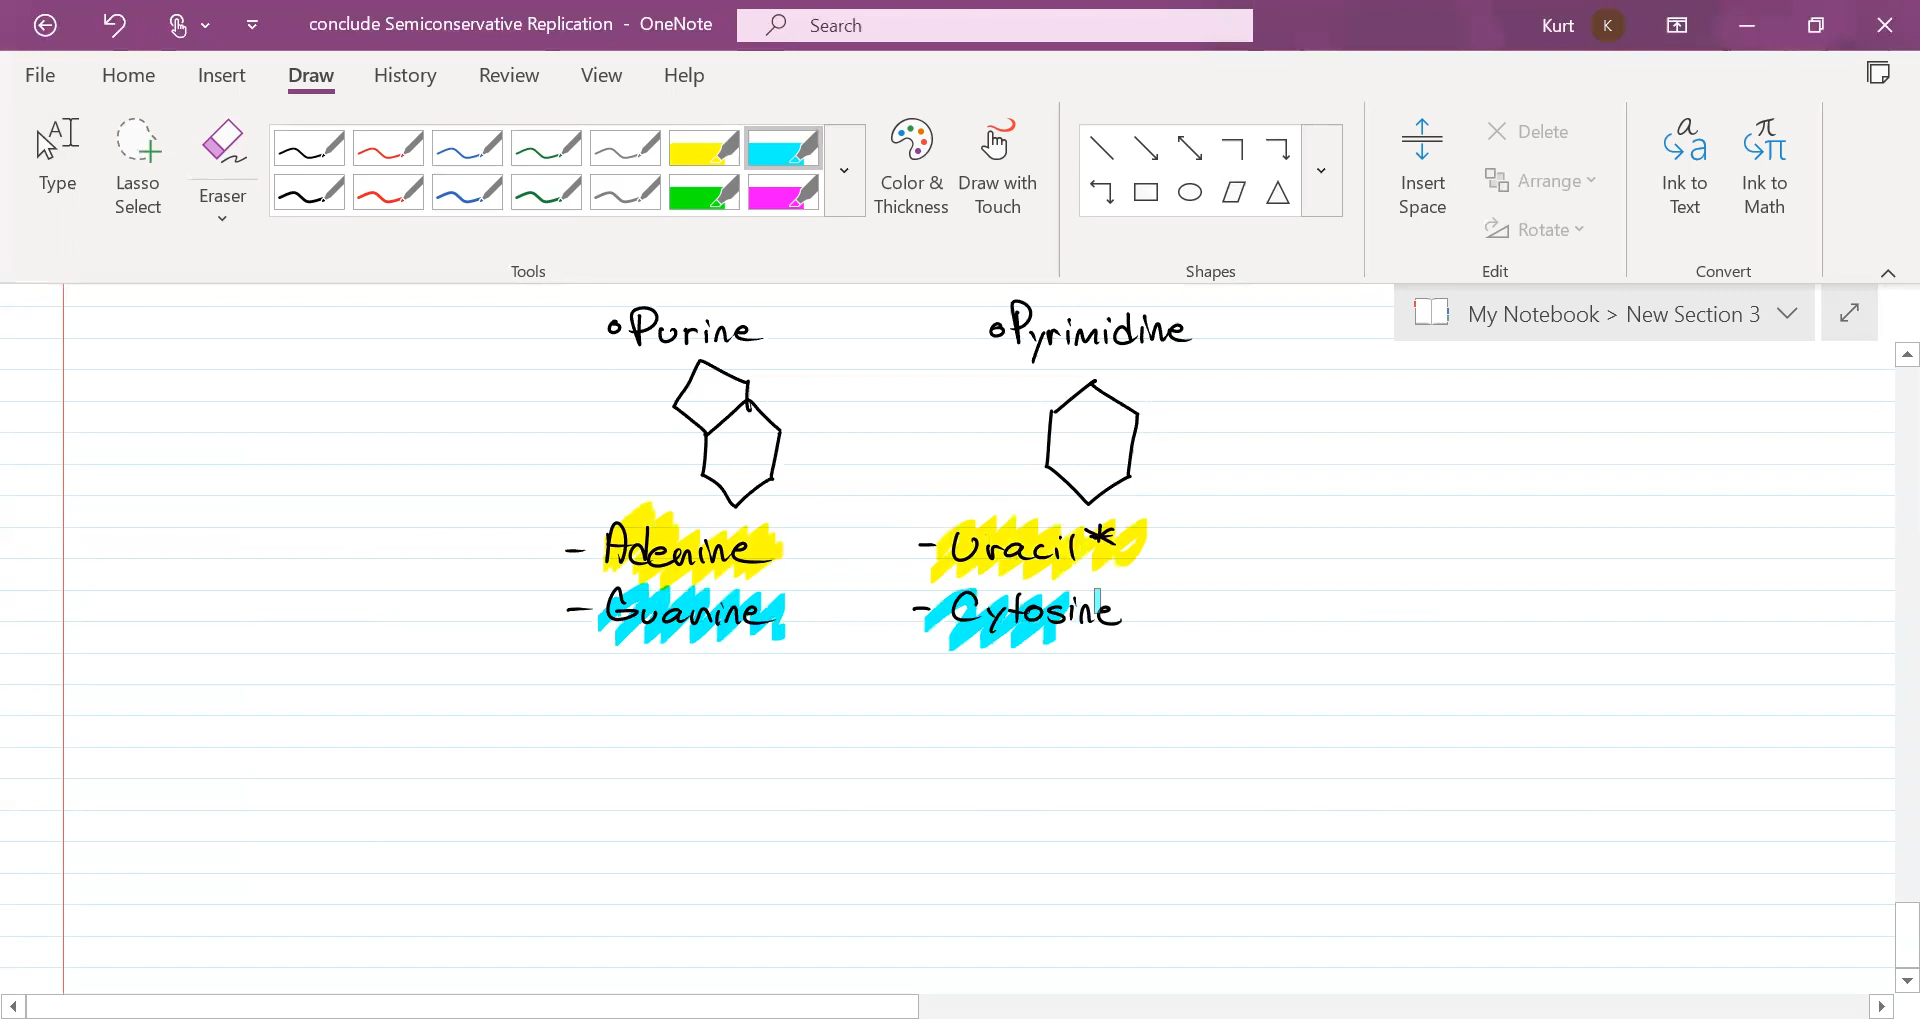 conclude Semiconservative Replication - OneNote
Search
Kurt K
File Home Insert Draw History Review View Help
Type
Lasso Select
Eraser
Color & Thickness
Draw with Touch
Insert Space
Delete
Arrange
Rotate
Ink to Text
Ink to Math
Tools Shapes Edit Convert
My Notebook > New Section 3
Purine Pyrimidine
- Adenine - Uracil*
- Guanine - Cytosine